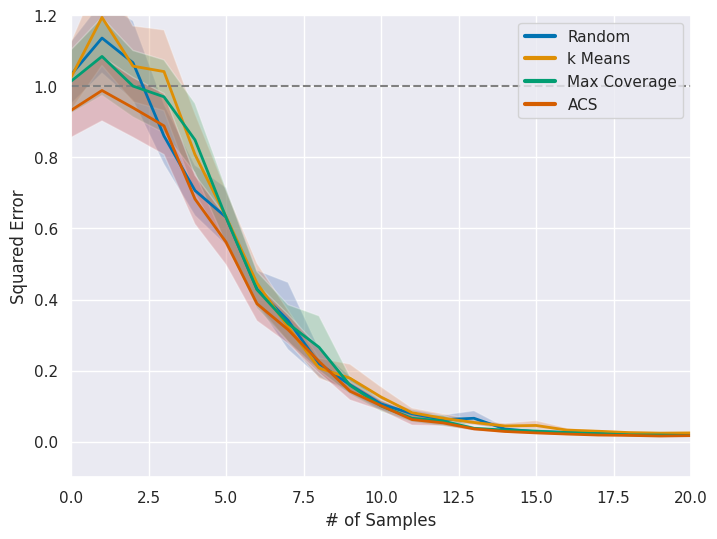 1.2
1.0
0.8
0.6
0.4
0.2
0.0
Squared Error
Random
k Means
Max Coverage
ACS
0.0 2.5 5.0 7.5 10.0 12.5 15.0 17.5 20.0
# of Samples